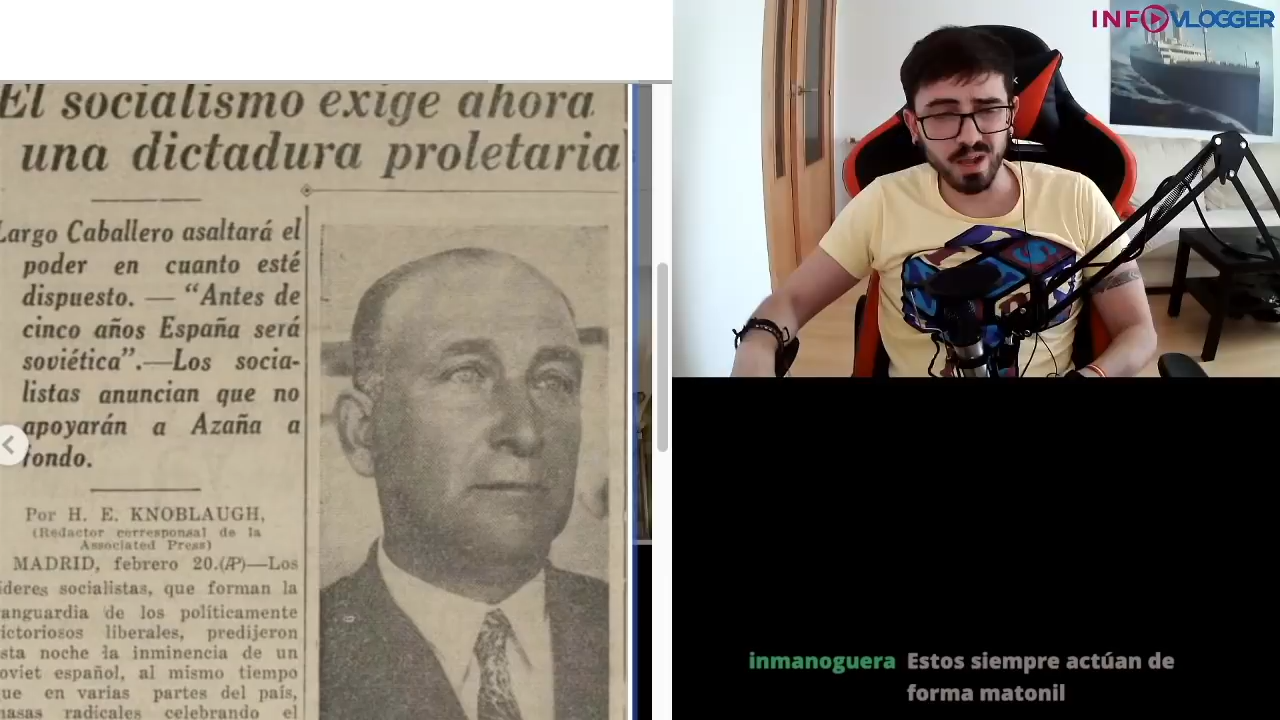 El socialismo exige ahora
una dictadura proletaria
Largo Caballero asaltará el
poder en cuanto esté
dispuesto. — “Antes de
cinco años España será
soviética”.—Los socia-
listas anuncian que no
apoyarán a Azaña a
fondo.
Por H. E. KNOBLAUGH,
(Redactor corresponsal de la
Associated Press)
MADRID, febrero 20.(AP)—Los
íderes socialistas, que forman la
anguardia de los políticamente
ictoriosos liberales, predijeron
sta noche la inminencia de un
oviet español, al mismo tiempo
ue en varias partes del país,
masas radicales celebrando el
INFOVLOGGER
inmanoguera Estos siempre actúan de
forma matonil